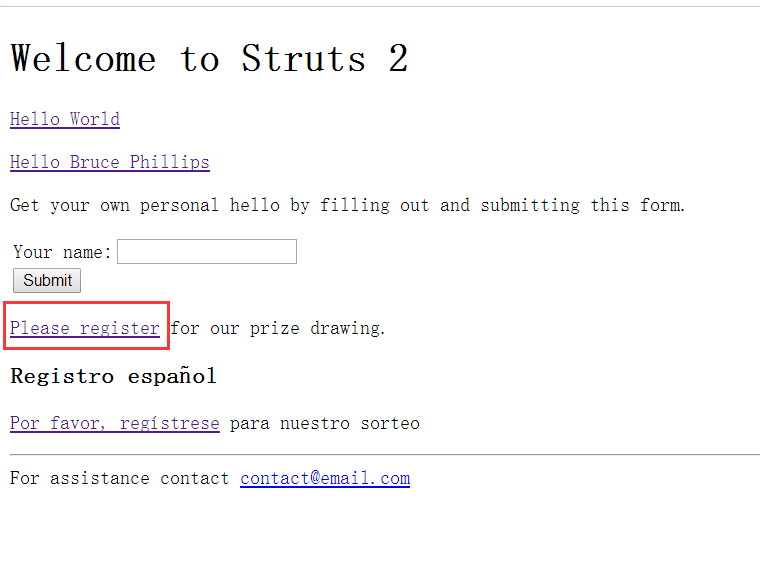 Welcome to Struts 2
Hello World
Hello Bruce Phillips
Get your own personal hello by filling out and submitting this form.
Your name:
Submit
Please register for our prize drawing.
Registro español
Por favor, regístrese para nuestro sorteo
For assistance contact contact@email.com